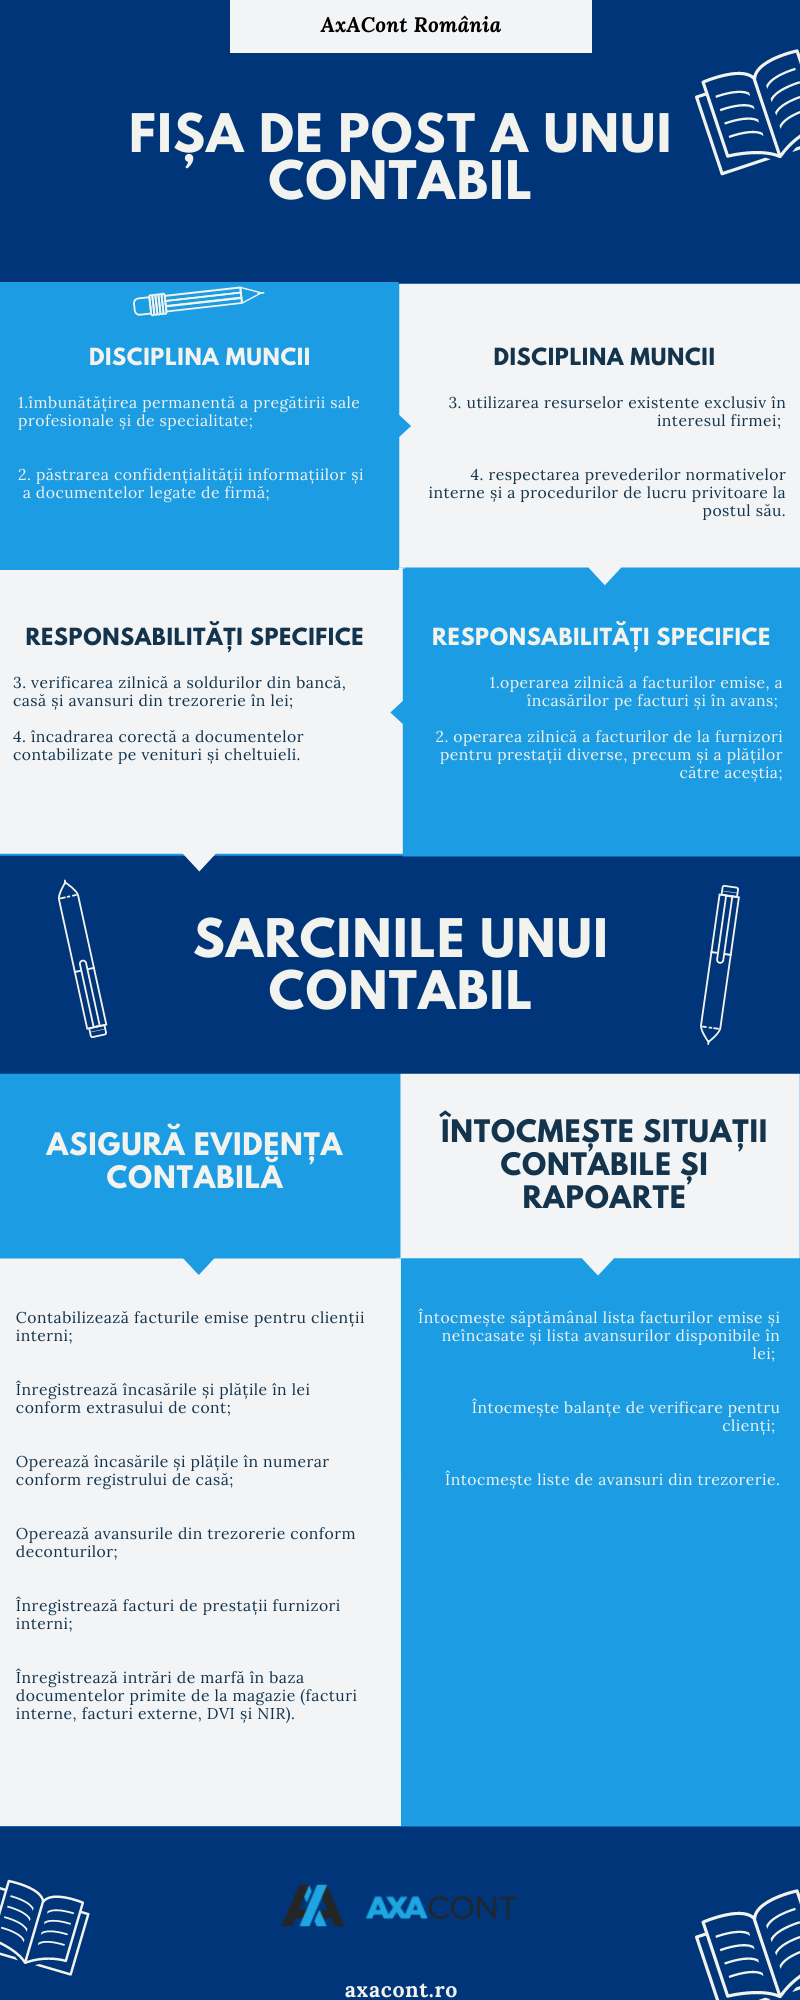 AxACont România
FIȘA DE POST A UNUI
CONTABIL
DISCIPLINA MUNCII
1.îmbunătățirea permanentă a pregătirii sale
profesionale și de specialitate;
2. păstrarea confidențialității informațiilor și
a documentelor legate de firmă;
DISCIPLINA MUNCII
3. utilizarea resurselor existente exclusiv în
interesul firmei;
4. respectarea prevederilor normativelor
interne și a procedurilor de lucru privitoare la
postul său.
RESPONSABILITĂȚI SPECIFICE
3. verificarea zilnică a soldurilor din bancă,
casă și avansuri din trezorerie în lei;
4. încadrarea corectă a documentelor
contabilizate pe venituri și cheltuieli.
RESPONSABILITĂȚI SPECIFICE
1.operarea zilnică a facturilor emise, a
încasărilor pe facturi și în avans;
2. operarea zilnică a facturilor de la furnizori
pentru prestații diverse, precum și a plăților
către aceștia;
SARCINILE UNUI
CONTABIL
ASIGURĂ EVIDENȚA
CONTABILĂ
ÎNTOCMEȘTE SITUAȚII
CONTABILE ȘI
RAPOARTE
Contabilizează facturile emise pentru clienții
interni;
Înregistrează încasările și plățile în lei
conform extrasului de cont;
Operează încasările și plățile în numerar
conform registrului de casă;
Operează avansurile din trezorerie conform
deconturilor;
Înregistrează facturi de prestații furnizori
interni;
Înregistrează intrări de marfă în baza
documentelor primite de la magazie (facturi
interne, facturi externe, DVI și NIR).
Întocmește săptămânal lista facturilor emise și
neîncasate și lista avansurilor disponibile în
lei;
Întocmește balanțe de verificare pentru
clienți;
Întocmește liste de avansuri din trezorerie.
AXACONT
axacont.ro